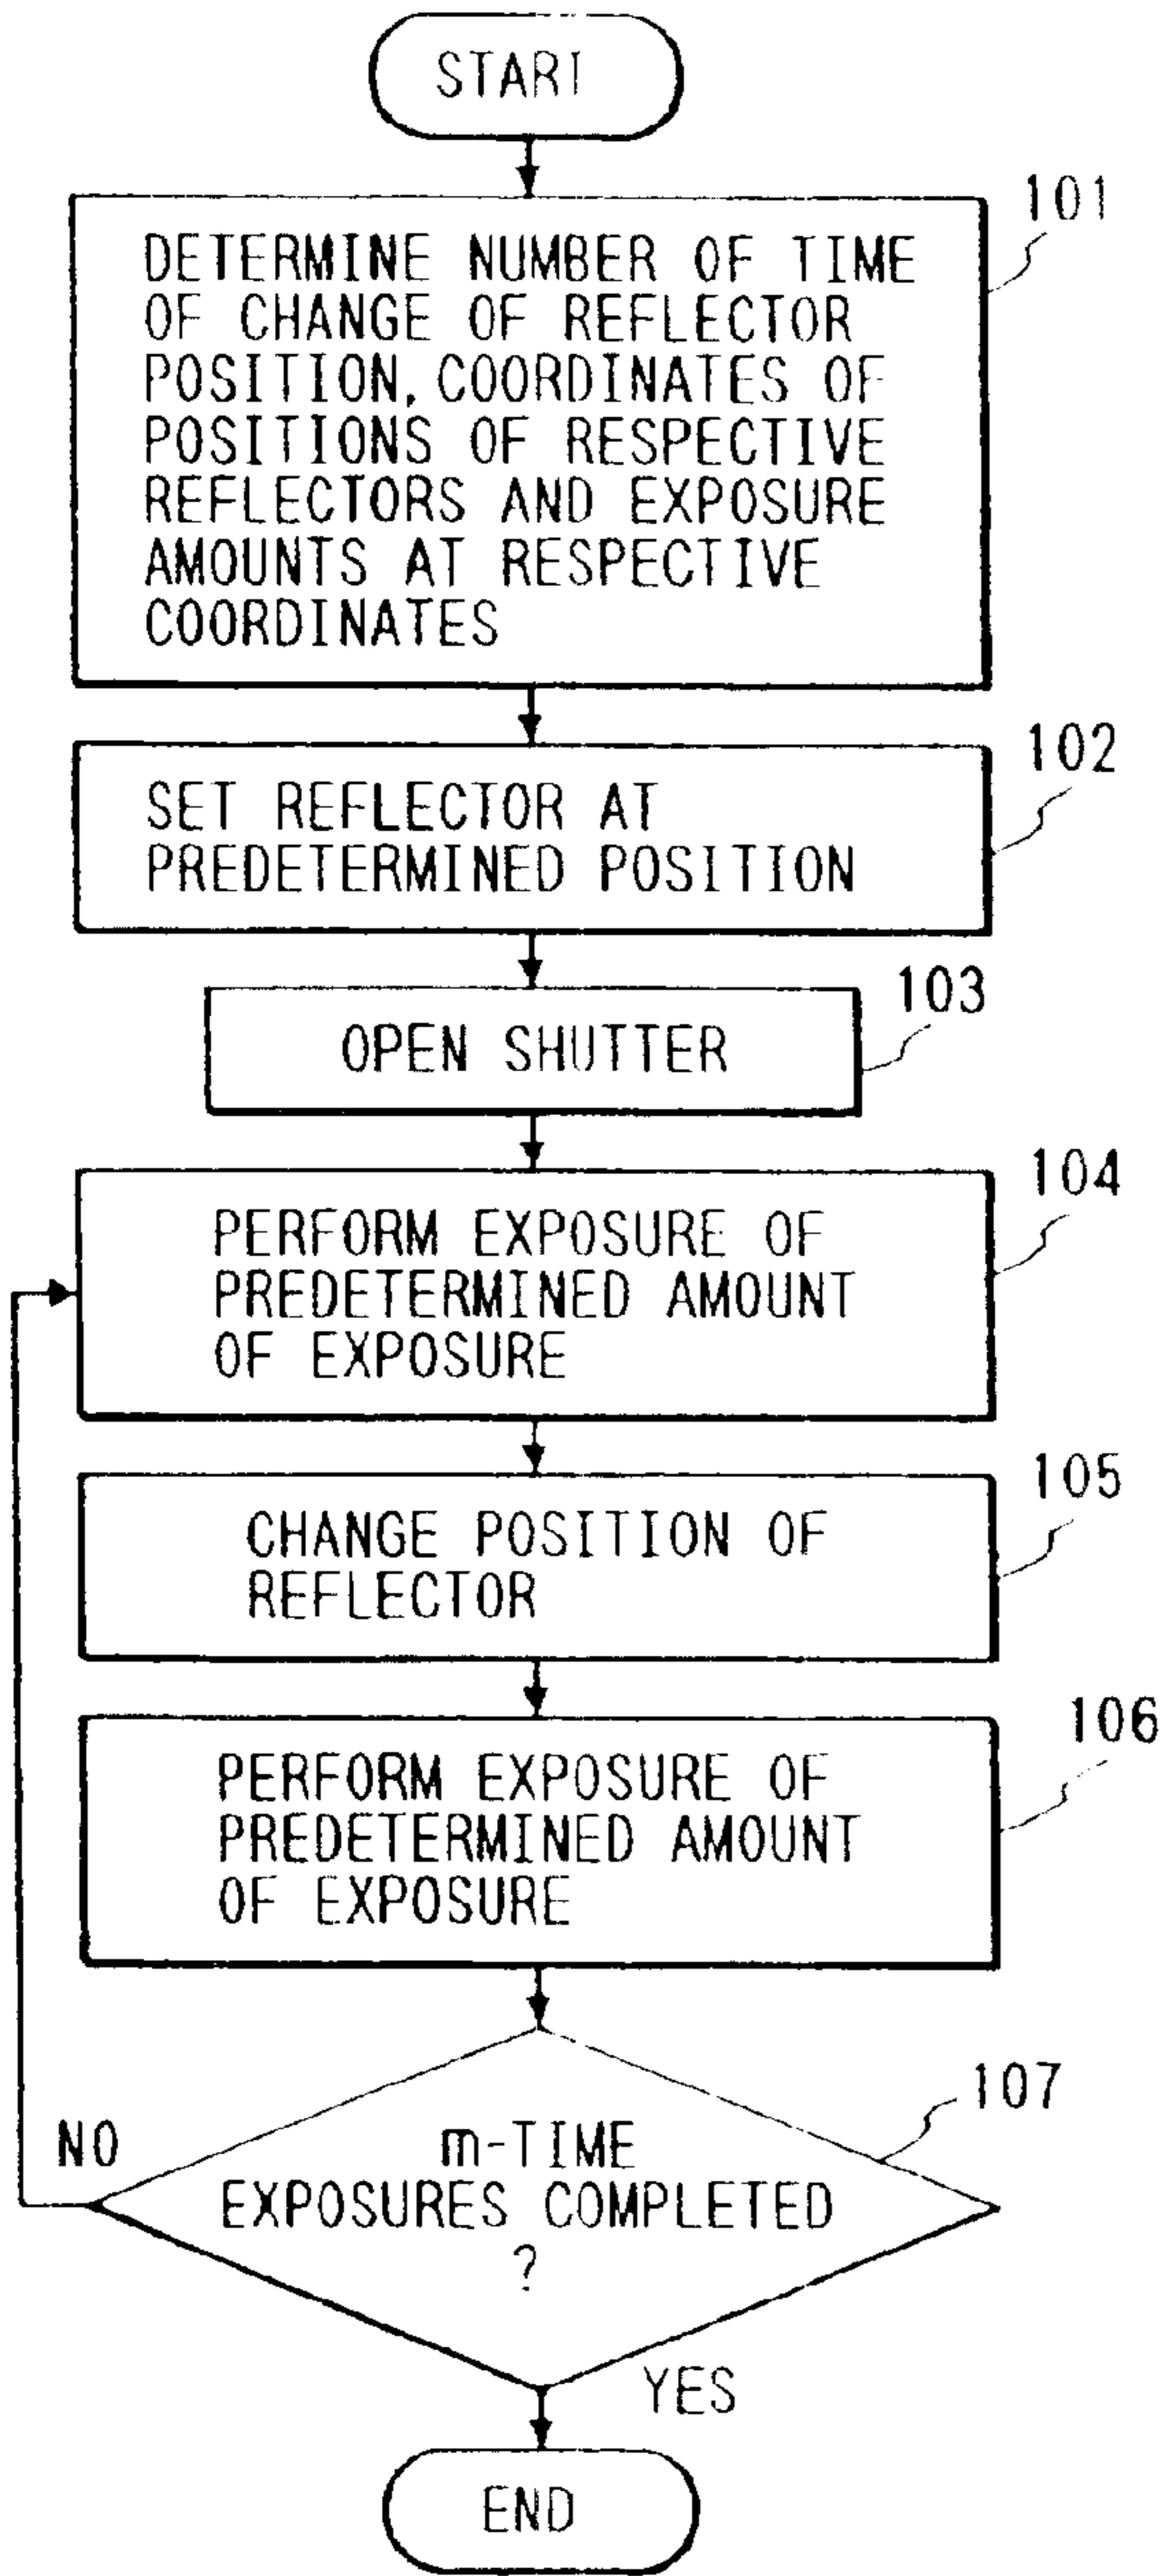 START
101
DETERMINE NUMBER OF TIME
OF CHANGE OF REFLECTOR
POSITION, COORDINATES OF
POSITIONS OF RESPECTIVE
REFLECTORS AND EXPOSURE
AMOUNTS AT RESPECTIVE
COORDINATES
102
SET REFLECTOR AT
PREDETERMINED POSITION
103
OPEN SHUTTER
104
PERFORM EXPOSURE OF
PREDETERMINED AMOUNT
OF EXPOSURE
105
CHANGE POSITION OF
REFLECTOR
106
PERFORM EXPOSURE OF
PREDETERMINED AMOUNT
OF EXPOSURE
107
NO
m-TIME
EXPOSURES COMPLETED
?
YES
END